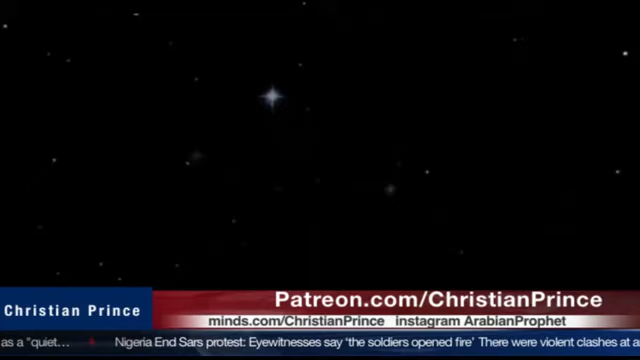 Patreon.com/ChristianPrince
Christian Prince
minds.com/ChristianPrince instagram ArabianProphet
as a "quiet... Nigeria End Sars protest: Eyewitnesses say 'the soldiers opened fire' There were violent clashes at a